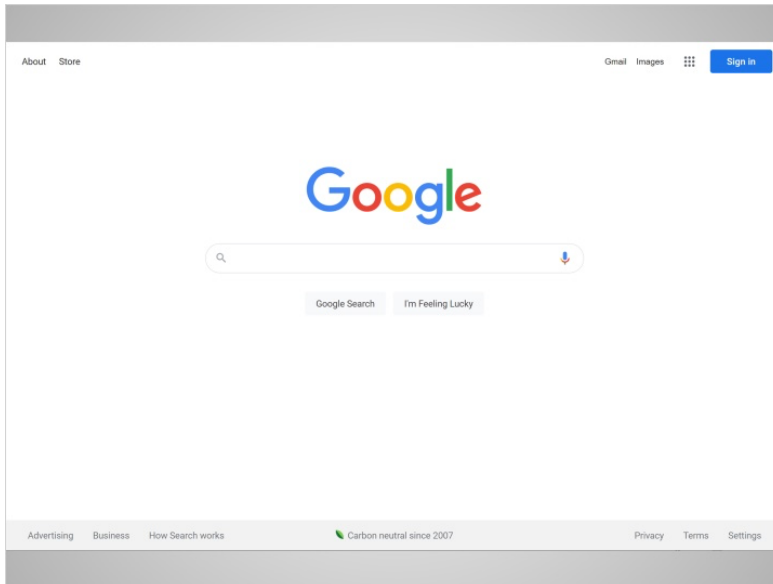 About Store Gmail Images Sign in
Google
Google Search I'm Feeling Lucky
Advertising Business How Search works Carbon neutral since 2007 Privacy Terms Settings